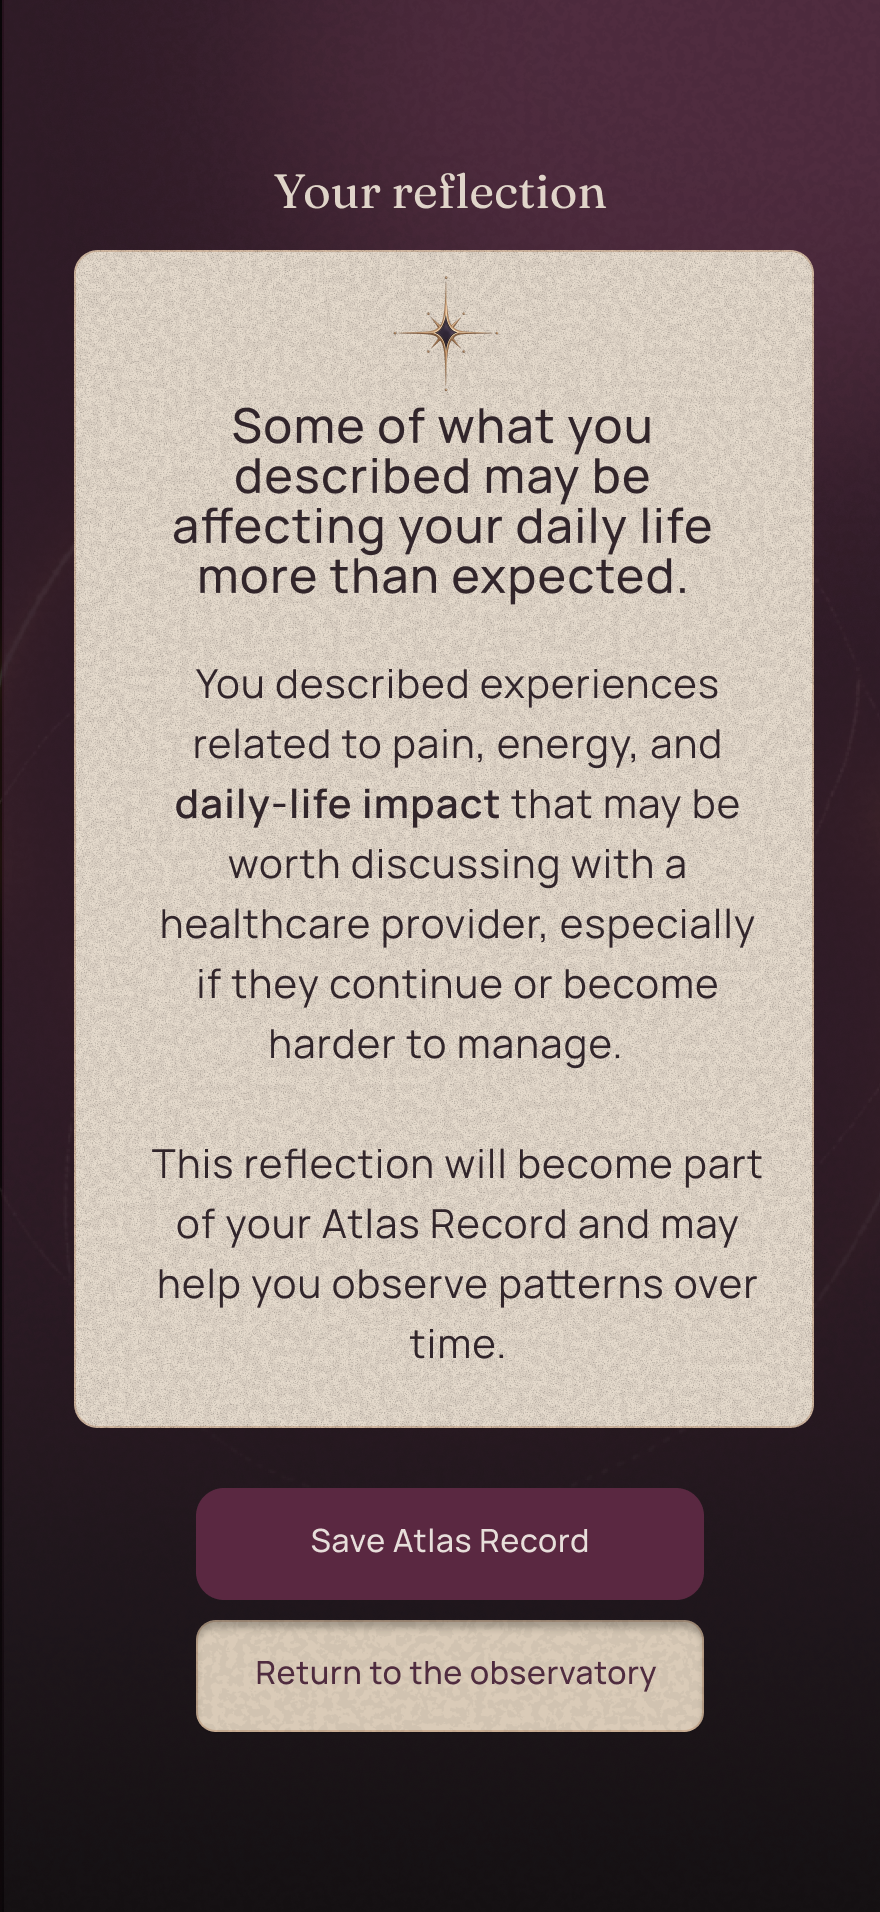 Your reflection
Some of what you
described may be
affecting your daily life
more than expected.
You described experiences
related to pain, energy, and
daily-life impact that may be
worth discussing with a
healthcare provider, especially
if they continue or become
harder to manage.
This reflection will become part
of your Atlas Record and may
help you observe patterns over
time.
Save Atlas Record
Return to the observatory